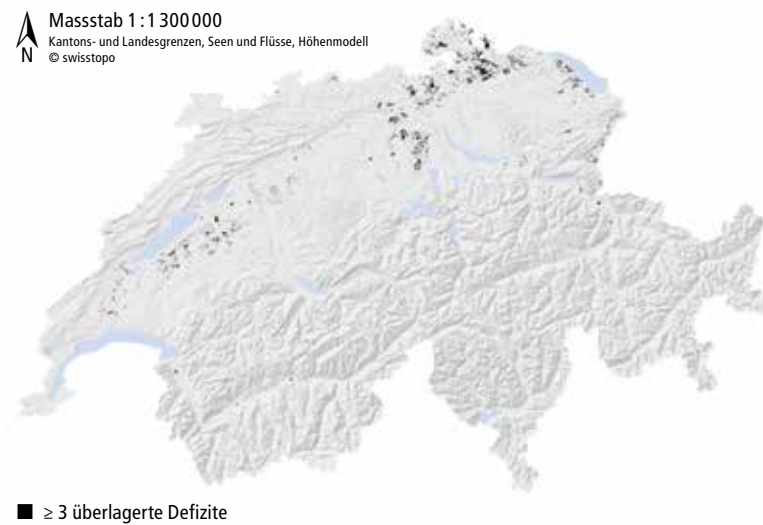 Massstab 1:1 300 000
Kantons- und Landesgrenzen, Seen und Flüsse, Höhenmodell
© swisstopo
N
≥ 3 überlagerte Defizite